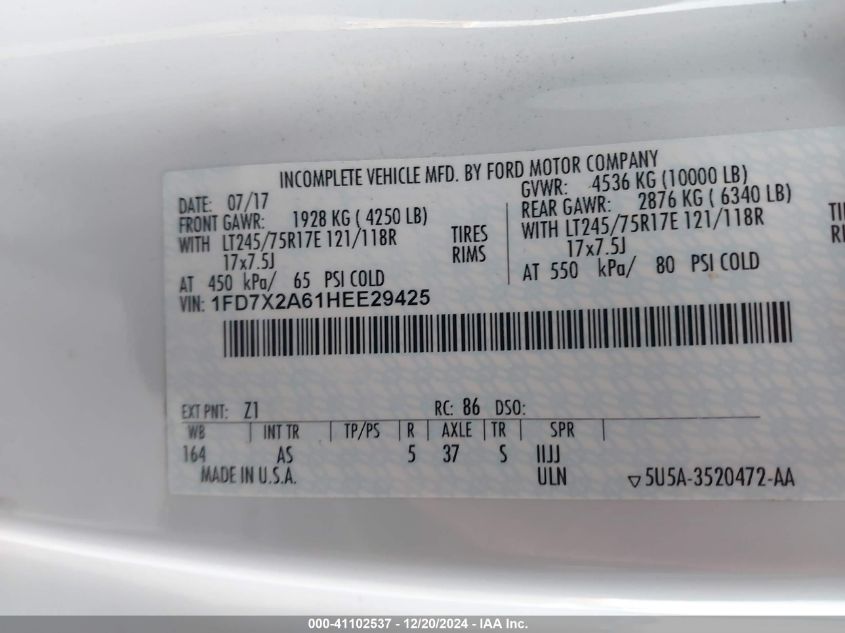 INCOMPLETE VEHICLE MFD. BY FORD MOTOR COMPANY
DATE: 07/17
FRONT GAWR: 1928 KG ( 4250 LB)
WITH LT245/75R17E 121/118R TIRES
17x7.5J RIMS
AT 450 kPa/ 65 PSI COLD
GVWR: 4536 KG (10000 LB)
REAR GAWR: 2876 KG ( 6340 LB)
WITH LT245/75R17E 121/118R
17x7.5J
AT 550 kPa/ 80 PSI COLD
VIN: 1FD7X2A61HEE29425
EXT PNT: Z1 RC: 86 DSO:
WB INT TR TP/PS R AXLE TR SPR
164 AS 5 37 S IIJJ
MADE IN U.S.A. ULN 5U5A-3520472-AA
000-41102537 - 12/20/2024 - IAA Inc.